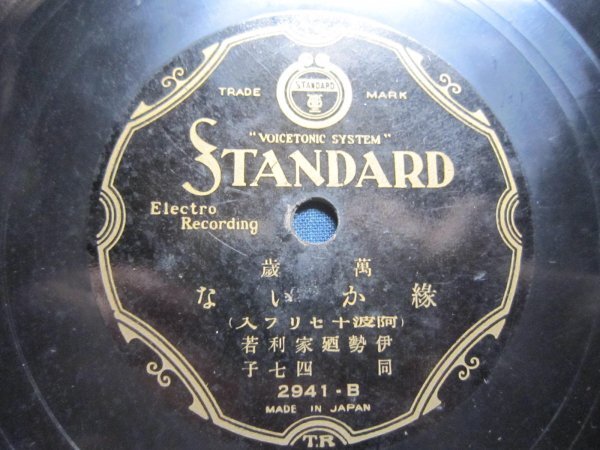 STANDARD
TRADE MARK
"VOICETONIC SYSTEM"
STANDARD
Electro
Recording
萬歳
縁かいな
(阿波十セリフ入)
伊勢廼家利若
同 四七子
2941-B
MADE IN JAPAN
T.R